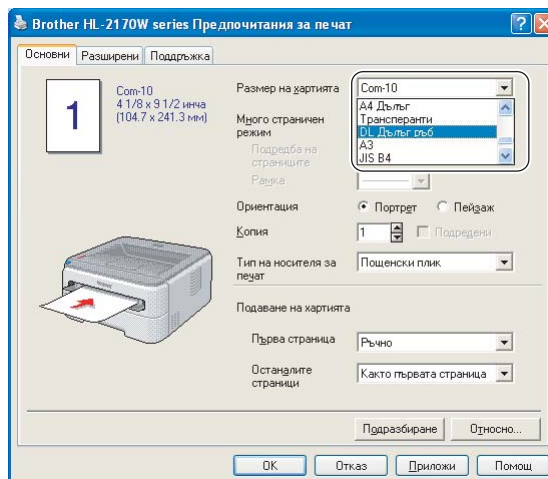 Brother HL-2170W series Предпочитания за печат
Основни Разширени Поддръжка
1
Com-10
4 1/8 x 9 1/2 инча
(104.7 x 241.3 мм)
Размер на хартията Com-10
А4 Дълъг
Трансперанти
DL Дълъг ръб
А3
JIS B4
Много страничен
режим
Подредба на
страниците
Рамка
Ориентация Портрет Пейзаж
Копия 1 Подредени
Тип на носителя за
печат
Пощенски плик
Подаване на хартията
Първа страница Ръчно
Останалите
страници
Както първата страница
Подразбиране Относно...
OK Отказ Приложи Помощ